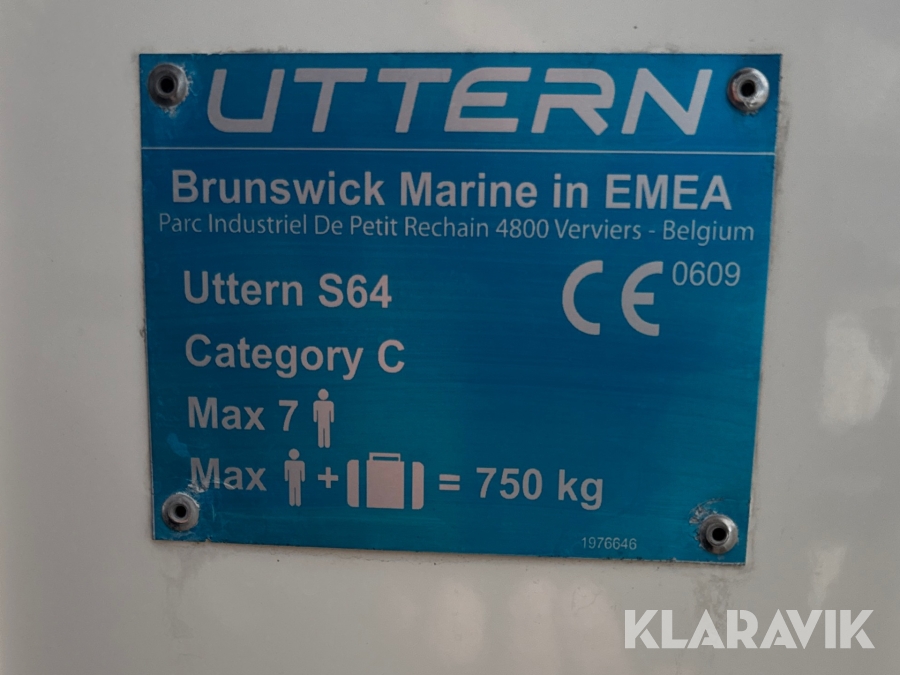 UTTERN
Brunswick Marine in EMEA
Parc Industriel De Petit Rechain 4800 Verviers - Belgium
Uttern S64
CE 0609
Category C
Max 7
Max + = 750 kg
1976646
KLARAVIK